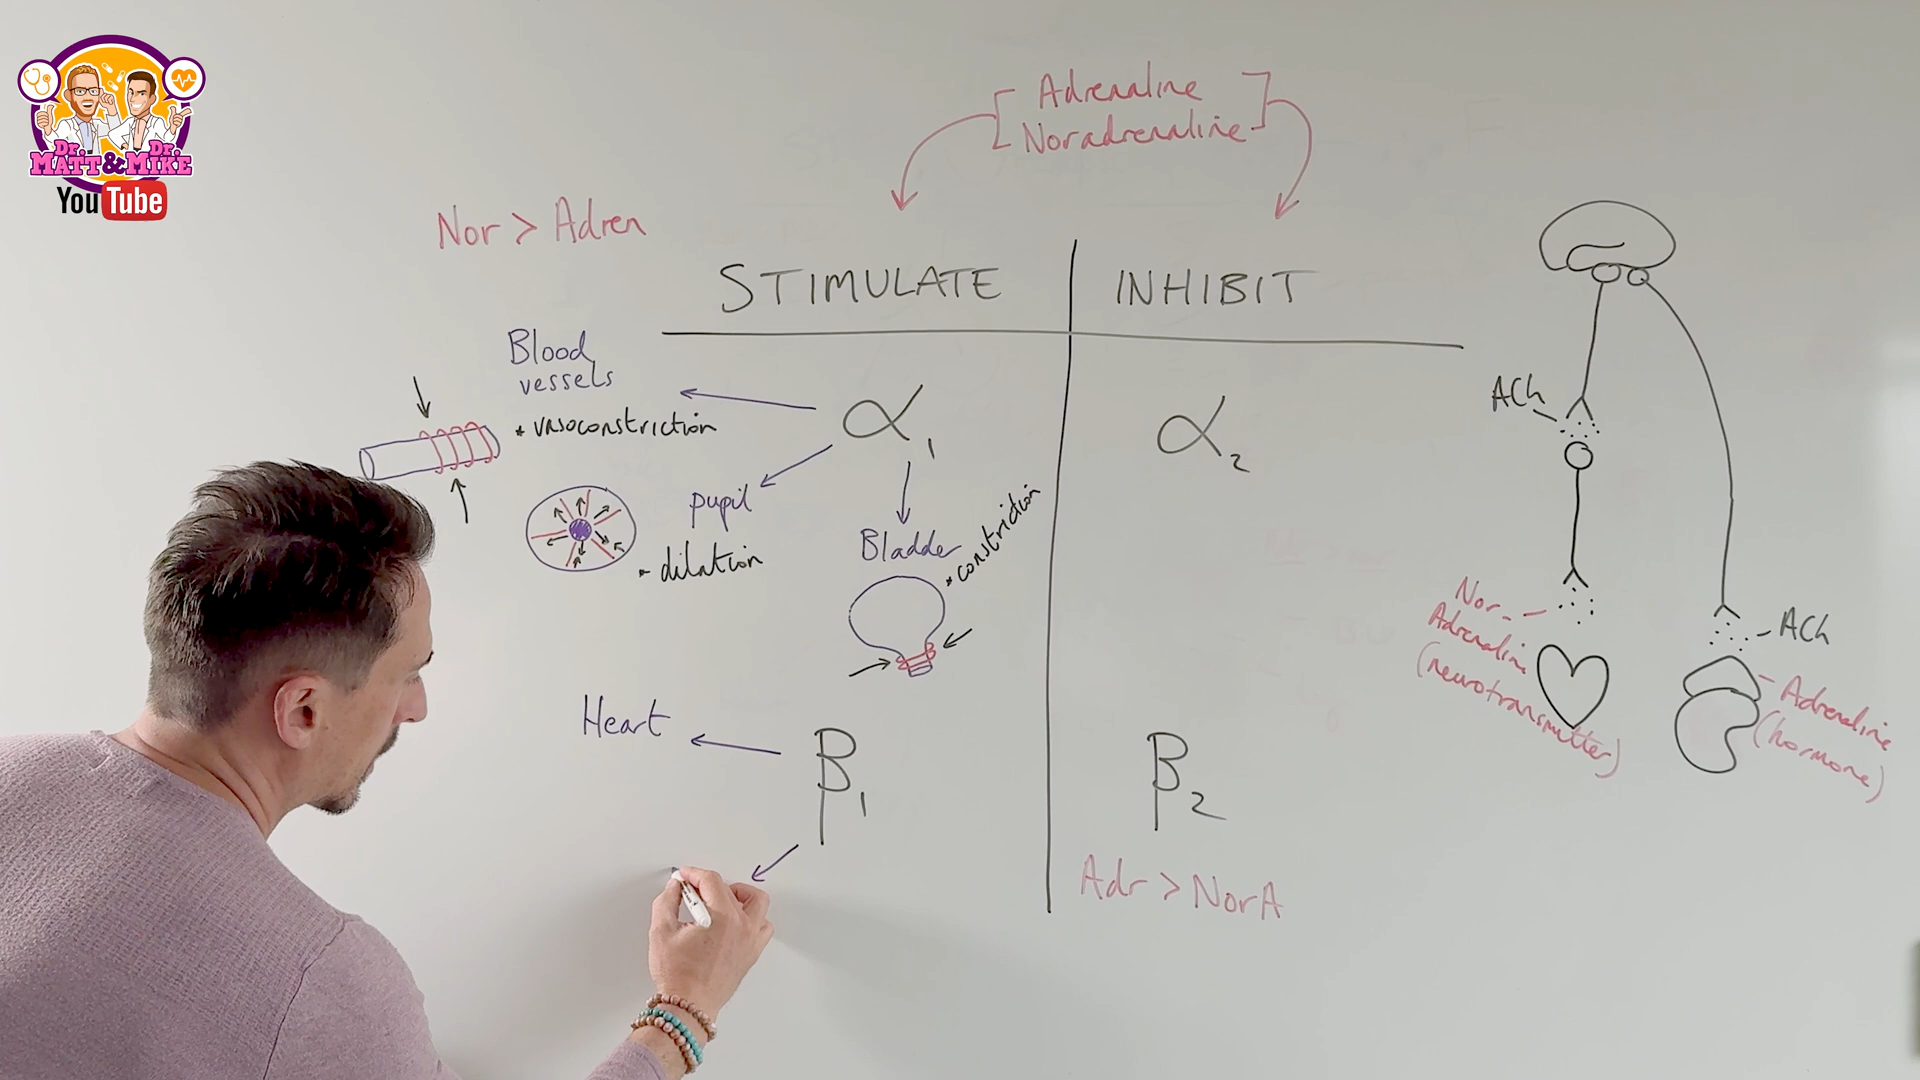 Dr.
Dr.
MATT & MIKE
YouTube
Adrenaline
Noradrenaline
Nor > Adren
STIMULATE
INHIBIT
Blood
vessels
* vasoconstriction
α1
α2
pupil
- dilation
Bladder
* constriction
Heart
β1
β2
Adr > NorA
ACh
Nor-
Adrenaline
(neurotransmitter)
ACh
Adrenaline
(hormone)